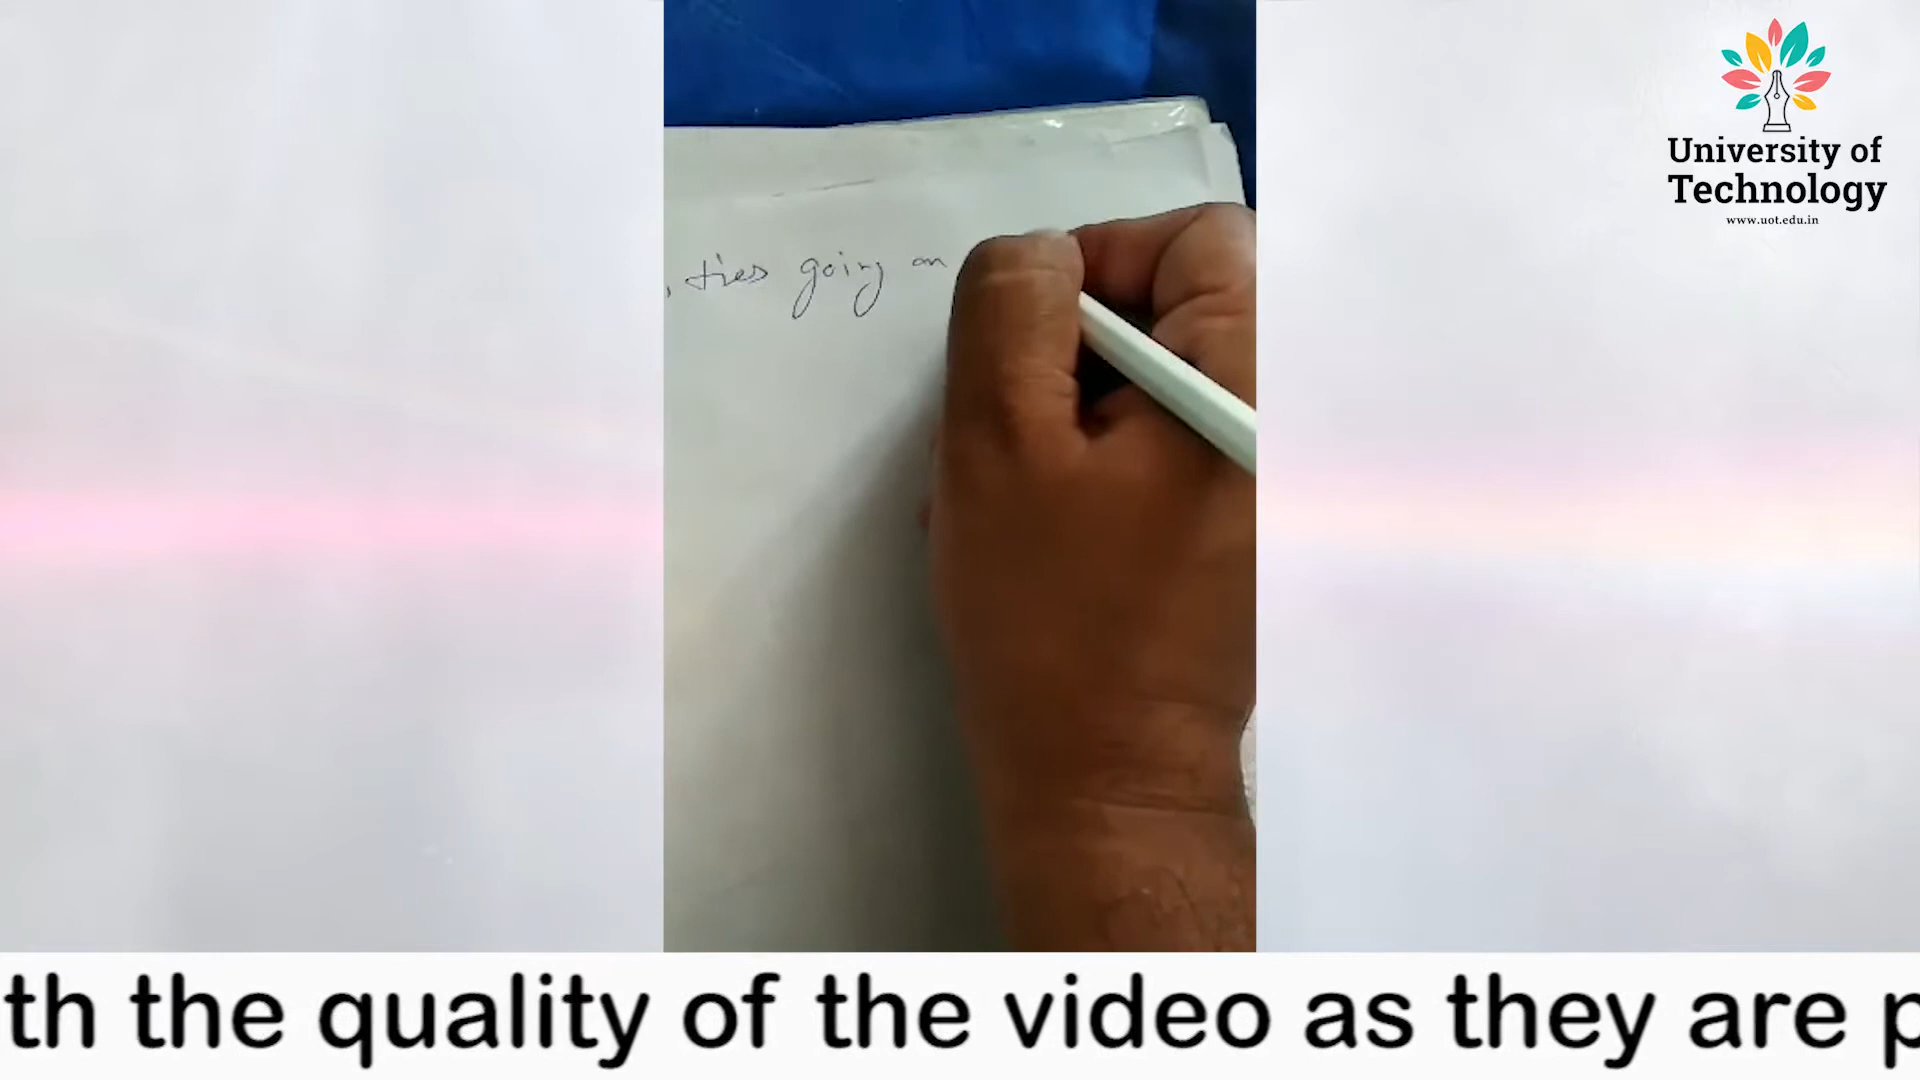 University of
Technology
www.uot.edu.in
ties going on
th the quality of the video as they are p